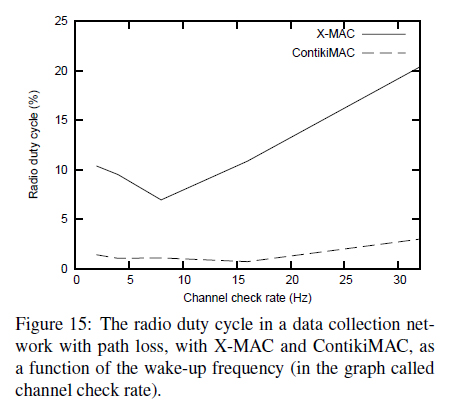 25
20
15
10
5
0
0 5 10 15 20 25 30
Radio duty cycle (%)
Channel check rate (Hz)
X-MAC
ContikiMAC
Figure 15: The radio duty cycle in a data collection net-
work with path loss, with X-MAC and ContikiMAC, as
a function of the wake-up frequency (in the graph called
channel check rate).